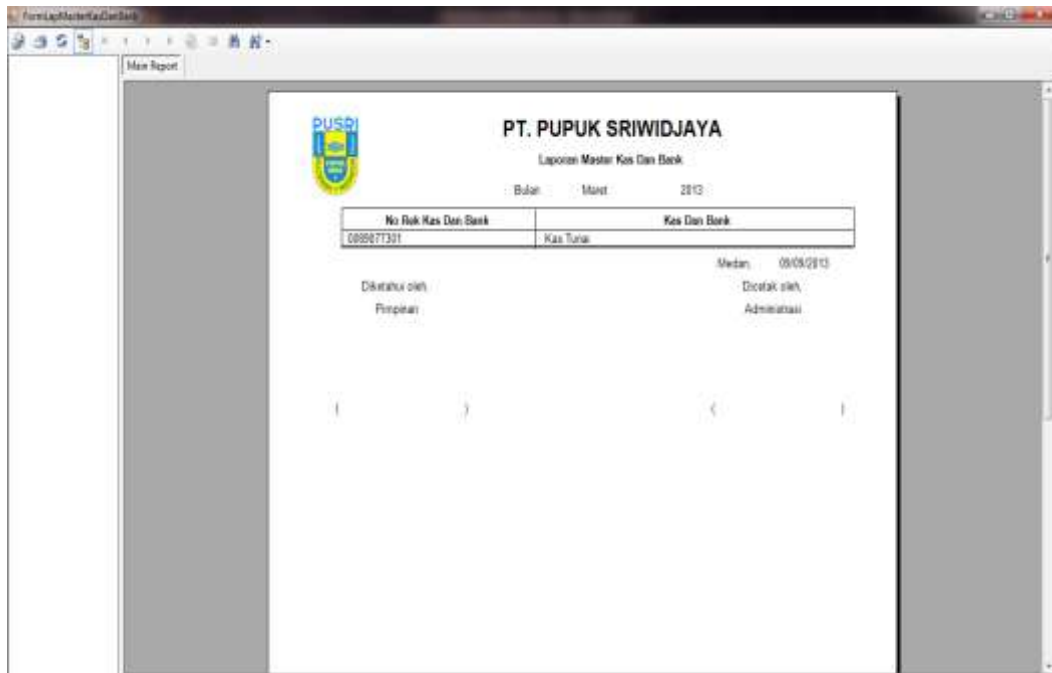 FormLapMasterKasDanBank
Main Report
PUSRI
PT. PUPUK SRIWIDJAYA
Laporan Master Kas Dan Bank
Bulan Maret 2013
No Rek Kas Dan Bank Kas Dan Bank
Kas Tunai
Medan, 09/09/2013
Diketahui oleh, Dicetak oleh,
Pimpinan Administrasi
( ) ( )